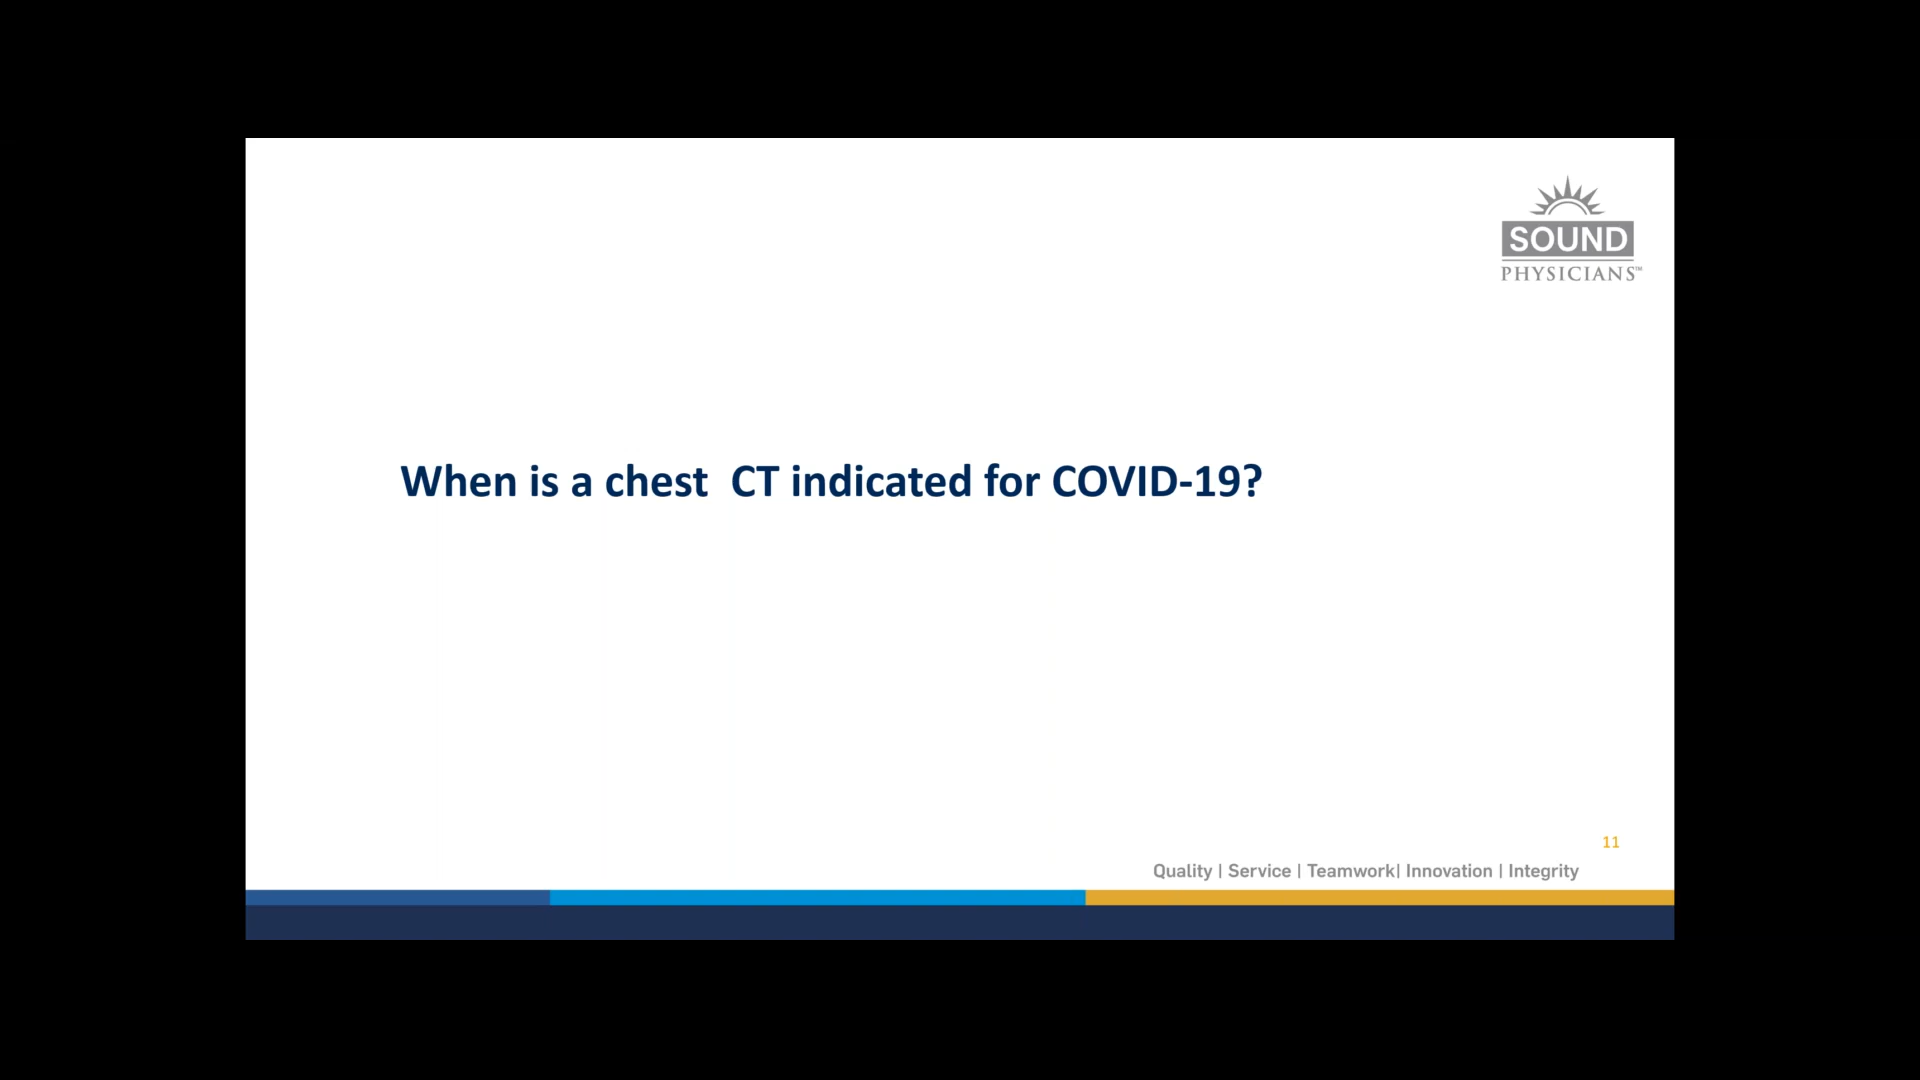 SOUND
PHYSICIANS™
When is a chest  CT indicated for COVID-19?
11
Quality | Service | Teamwork| Innovation | Integrity